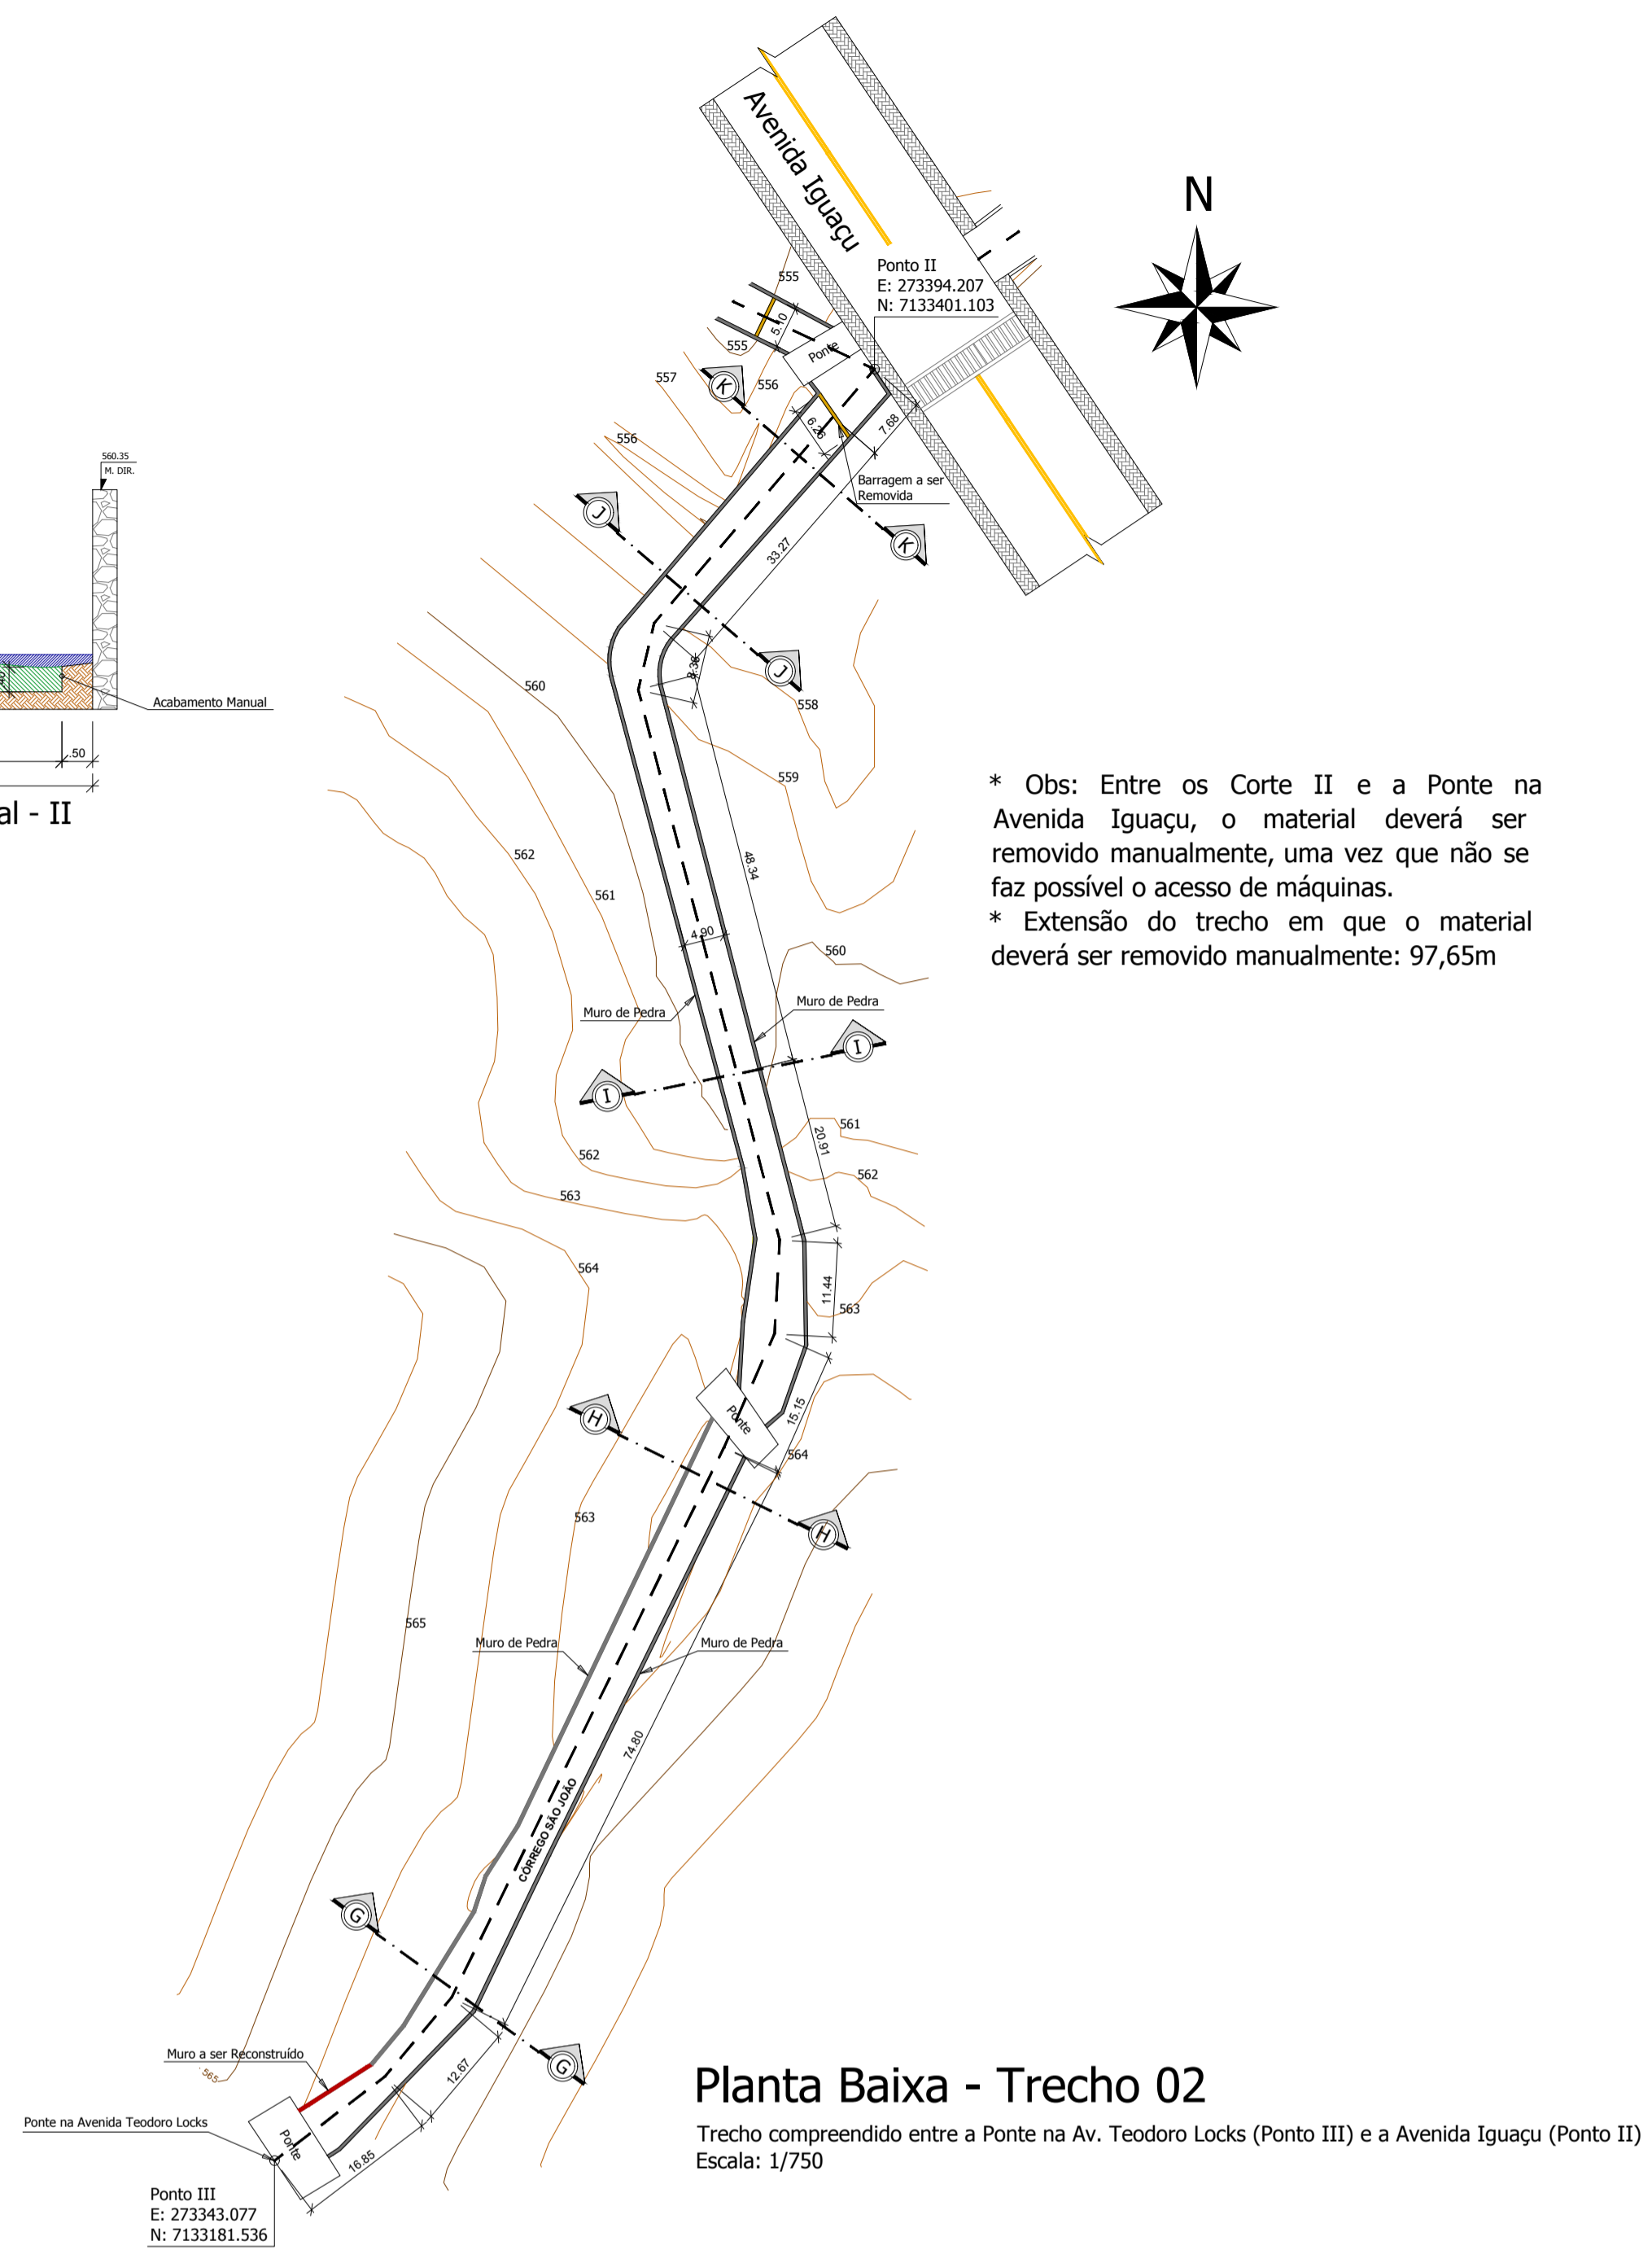 Avenida Iguaçu
N
Ponto II
E: 273394.207
N: 7133401.103
555
5.10
555
Ponte
557
556
K
6.26
7.68
556
Barragem a ser
Removida
560.35
M. DIR.
J
K
33.27
8.38
J
560
558
Acabamento Manual
.50
al - II
559
* Obs: Entre os Corte II e a Ponte na
Avenida Iguaçu, o material deverá ser
removido manualmente, uma vez que não se
faz possível o acesso de máquinas.
* Extensão do trecho em que o material
deverá ser removido manualmente: 97,65m
562
48.34
561
4.90
560
Muro de Pedra
Muro de Pedra
I
I
561
20.91
562
562
563
564
11.44
563
H
Ponte
15.15
564
563
H
565
Muro de Pedra
Muro de Pedra
74.80
CÓRREGO SÃO JOÃO
G
Muro a ser Reconstruído
565
12.67
G
Ponte na Avenida Teodoro Locks
Ponte
16.85
Ponto III
E: 273343.077
N: 7133181.536
Planta Baixa - Trecho 02
Trecho compreendido entre a Ponte na Av. Teodoro Locks (Ponto III) e a Avenida Iguaçu (Ponto II)
Escala: 1/750